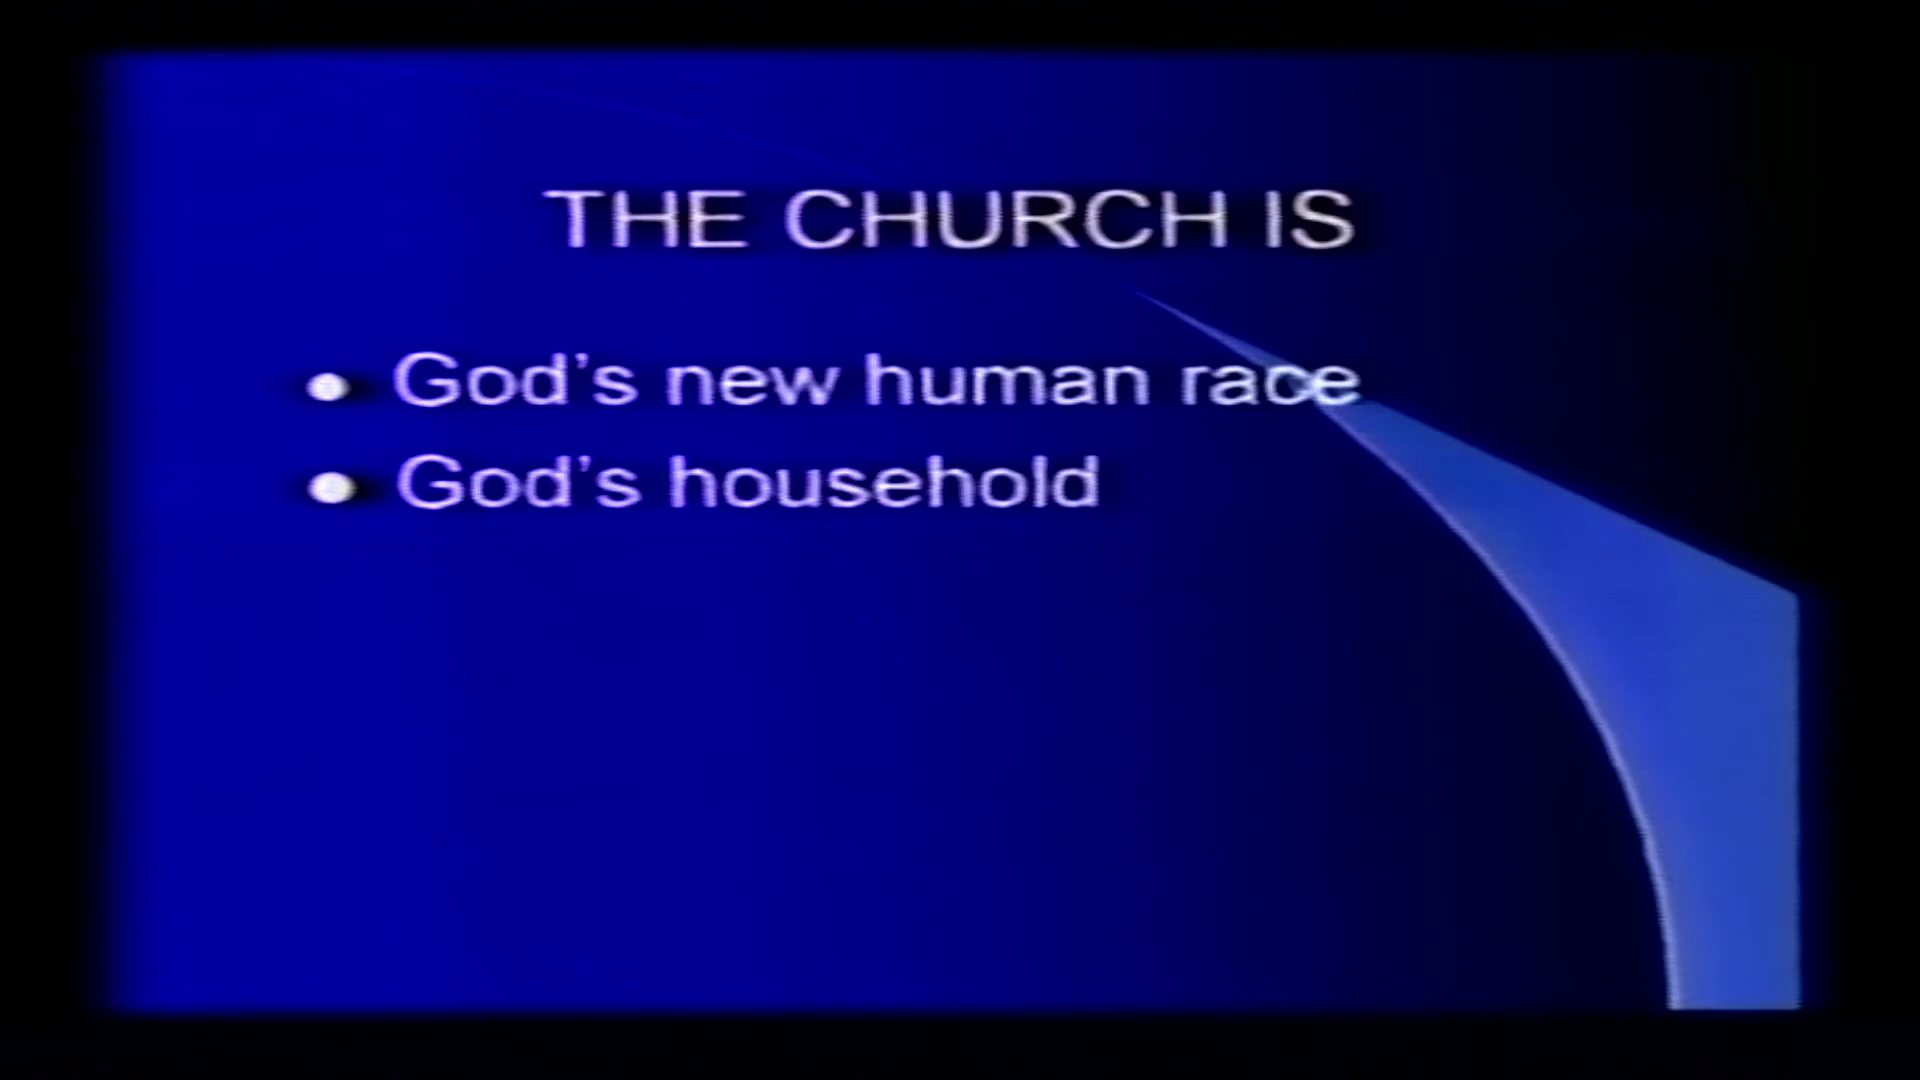 THE CHURCH IS
• God’s new human race
• God’s household